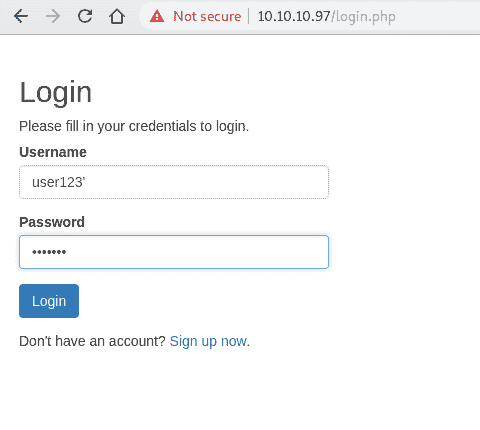 Not secure | 10.10.10.97/login.php
Login
Please fill in your credentials to login.
Username
user123'
Password
•••••••
Login
Don't have an account? Sign up now.